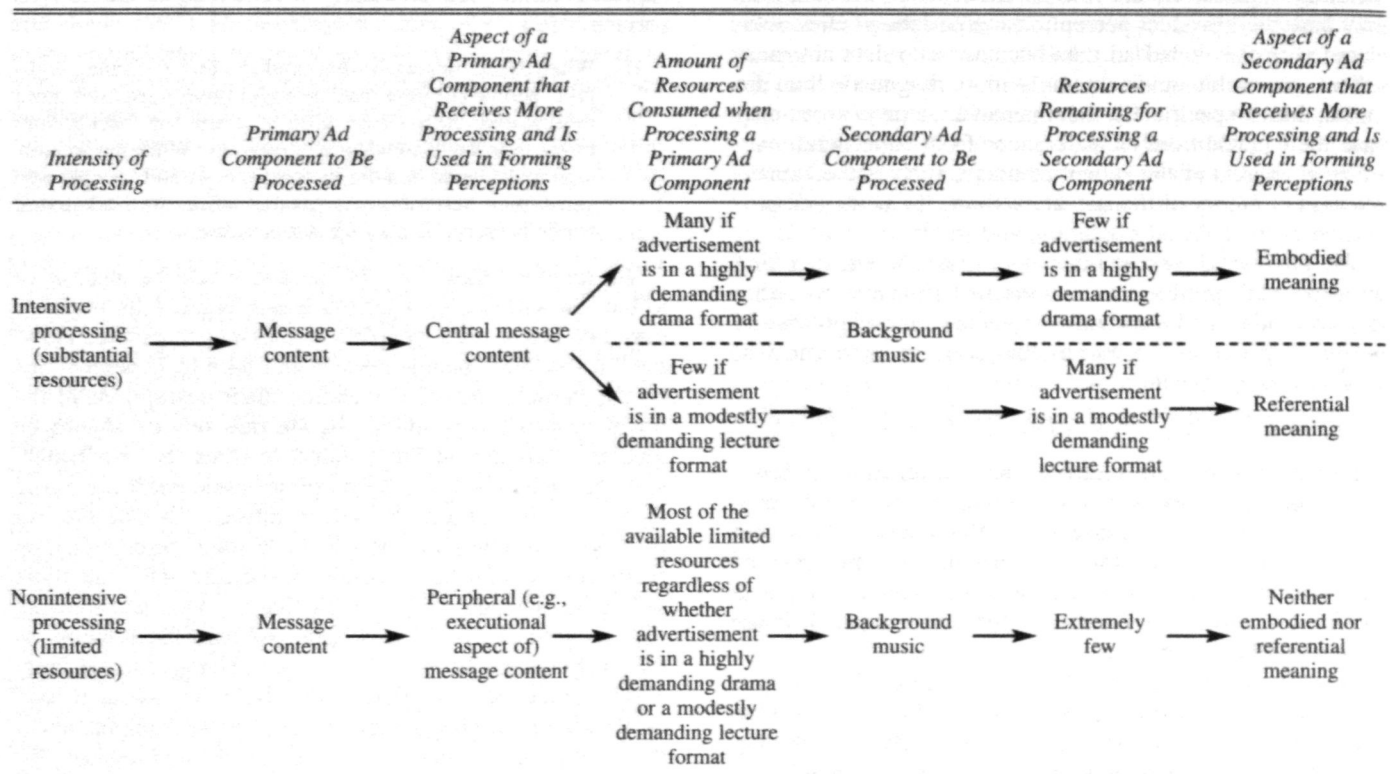 Intensity of
Processing
Primary Ad
Component to Be
Processed
Aspect of a
Primary Ad
Component that
Receives More
Processing and Is
Used in Forming
Perceptions
Amount of
Resources
Consumed when
Processing a
Primary Ad
Component
Secondary Ad
Component to Be
Processed
Resources
Remaining for
Processing a
Secondary Ad
Component
Aspect of a
Secondary Ad
Component that
Receives More
Processing and Is
Used in Forming
Perceptions
Intensive
processing
(substantial
resources)
Message
content
Central message
content
Many if
advertisement
is in a highly
demanding
drama format
Few if
advertisement
is in a modestly
demanding lecture
format
Background
music
Few if
advertisement
is in a highly
demanding
drama format
Many if
advertisement
is in a modestly
demanding
lecture format
Embodied
meaning
Referential
meaning
Nonintensive
processing
(limited
resources)
Message
content
Peripheral (e.g.,
executional
aspect of)
message content
Most of the
available limited
resources
regardless of
whether
advertisement
is in a highly
demanding drama
or a modestly
demanding lecture
format
Background
music
Extremely
few
Neither
embodied nor
referential
meaning